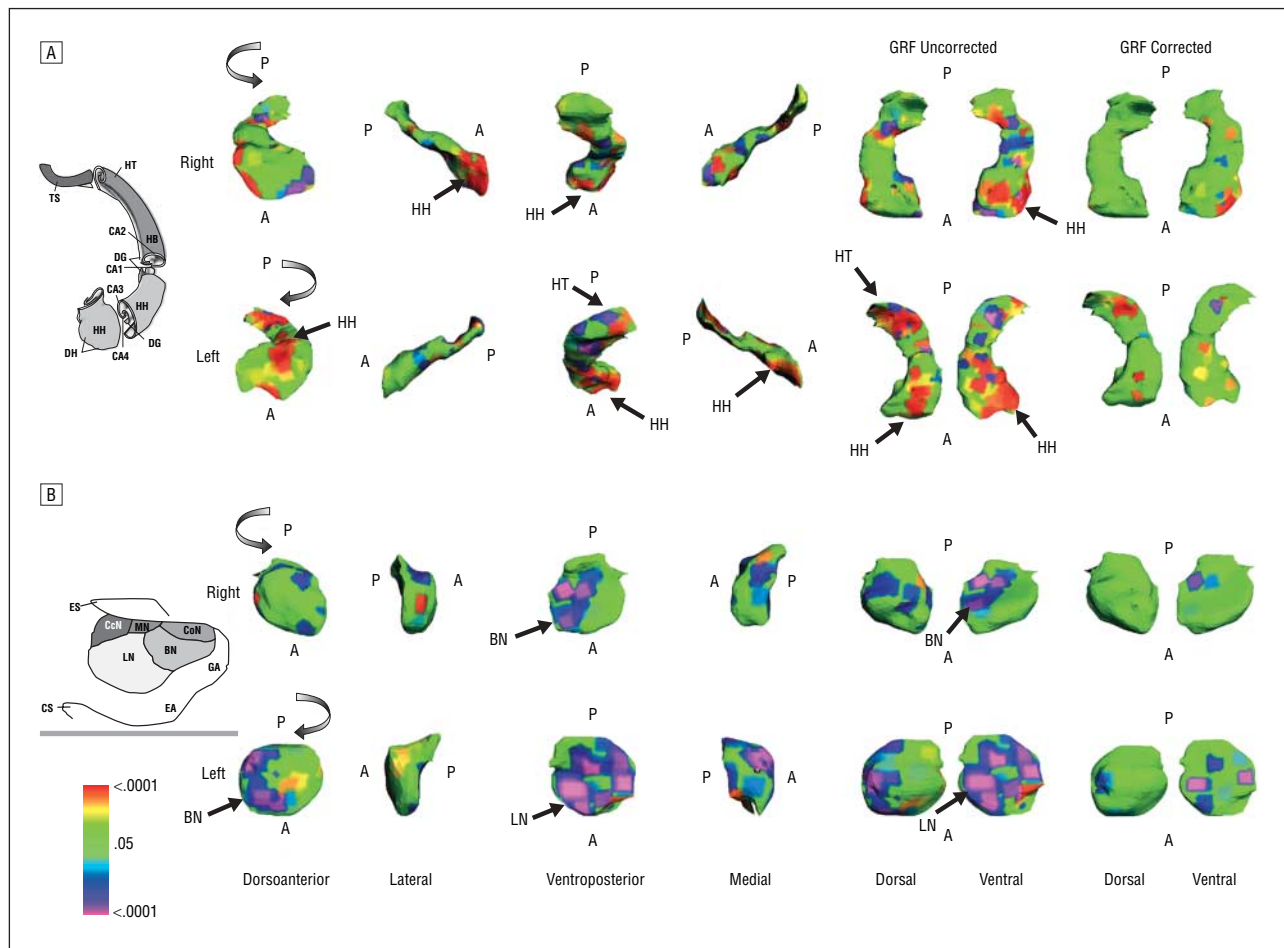 A
GRF Uncorrected
GRF Corrected
P
P
P
P
P
A
A
P
Right
HH
HH
A
A
A
A
HH
HT
TS
CA2
HB
DG
CA1
CA3
HH
HH
DG
DH
CA4
P
HT
P
HT
P
P
HH
Left
A
P
P
A
A
HH
A
HH
HH
A
HH
A
B
P
P
P
P
Right
P
A
A
P
BN
A
A
BN
A
A
ES
CcN
MN
CoN
LN
BN
GA
CS
EA
P
P
P
P
Left
A
P
P
A
BN
A
LN
A
LN
A
A
<.0001
.05
<.0001
Dorsoanterior
Lateral
Ventroposterior
Medial
Dorsal
Ventral
Dorsal
Ventral